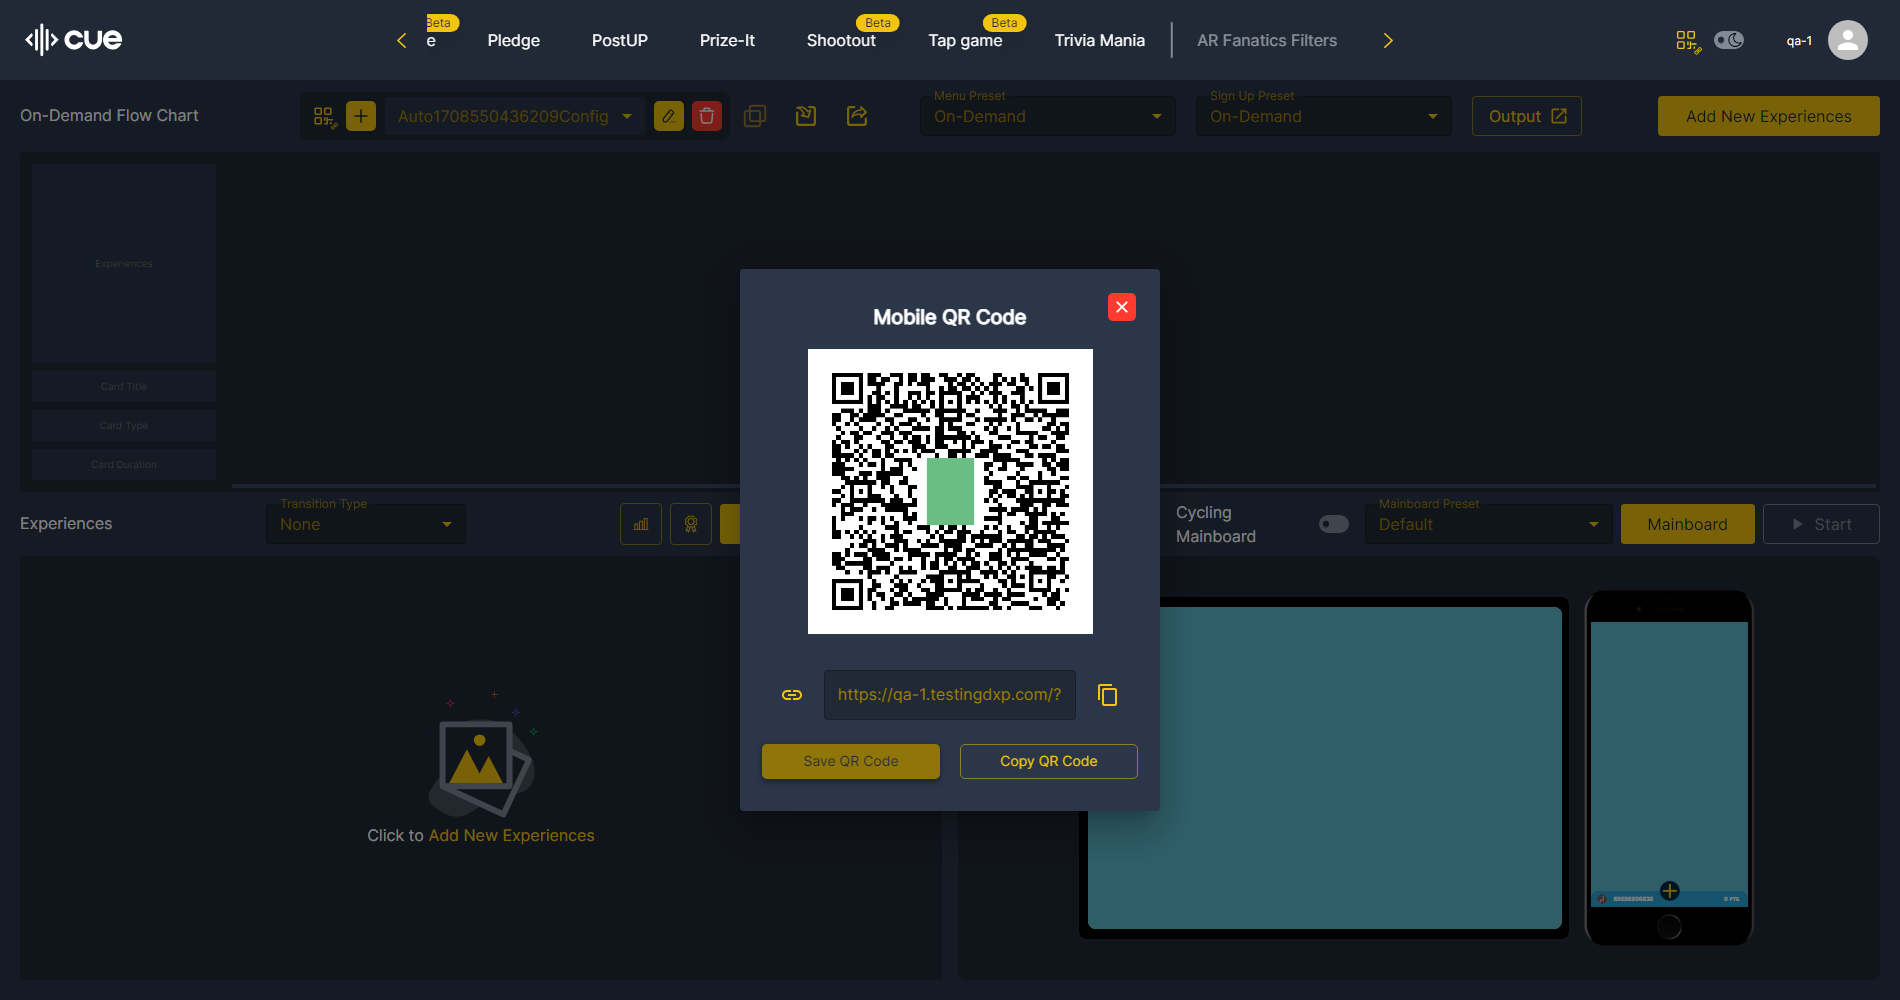 cue
e
Beta
Pledge
PostUP
Prize-It
Shootout
Beta
Tap game
Beta
Trivia Mania
AR Fanatics Filters
qa-1
On-Demand Flow Chart
Auto1708550436209Config
Menu Preset
On-Demand
Sign Up Preset
On-Demand
Output
Add New Experiences
Experiences
Card Title
Card Type
Card Duration
Mobile QR Code
https://qa-1.testingdxp.com/?
Save QR Code
Copy QR Code
Experiences
Transition Type
None
Cycling
Mainboard
Mainboard Preset
Default
Mainboard
Start
Click to Add New Experiences
0 PTS